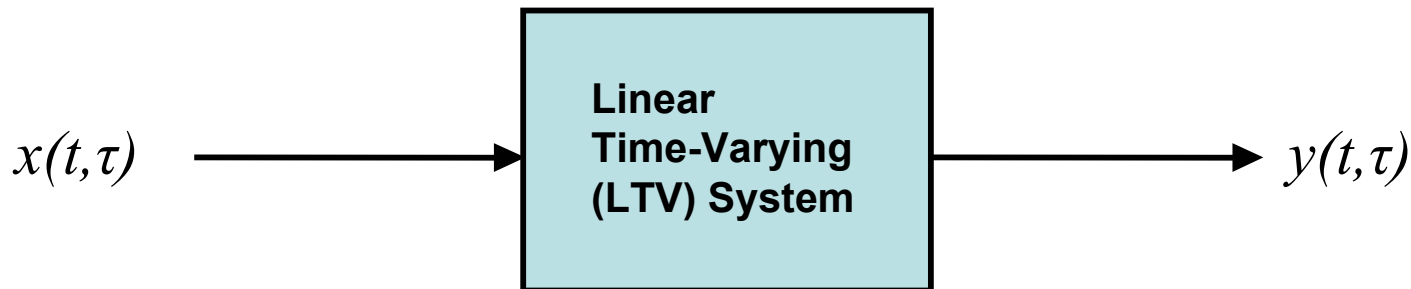 x(t,τ)
Linear
Time-Varying
(LTV) System
y(t,τ)